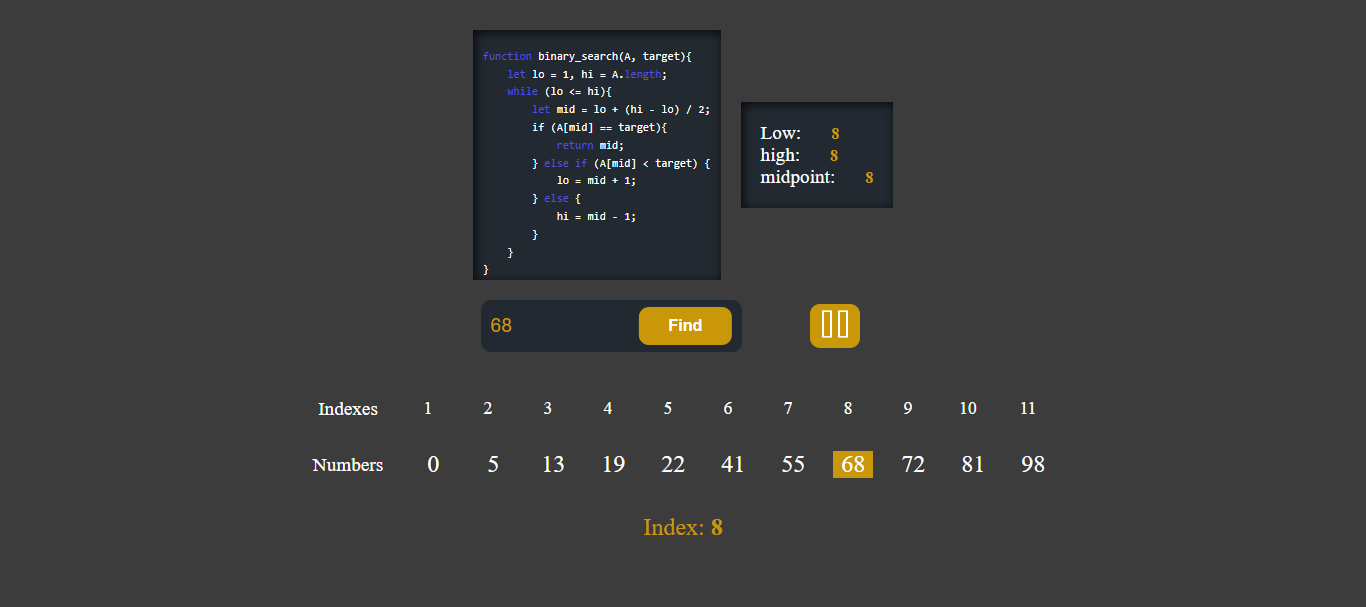 function binary_search(A, target){
    let lo = 1, hi = A.length;
    while (lo <= hi){
        let mid = lo + (hi - lo) / 2;
        if (A[mid] == target){
            return mid;
        } else if (A[mid] < target) {
            lo = mid + 1;
        } else {
            hi = mid - 1;
        }
    }
}
Low: 8
high: 8
midpoint: 8
68 Find
Indexes 1 2 3 4 5 6 7 8 9 10 11
Numbers 0 5 13 19 22 41 55 68 72 81 98
Index: 8